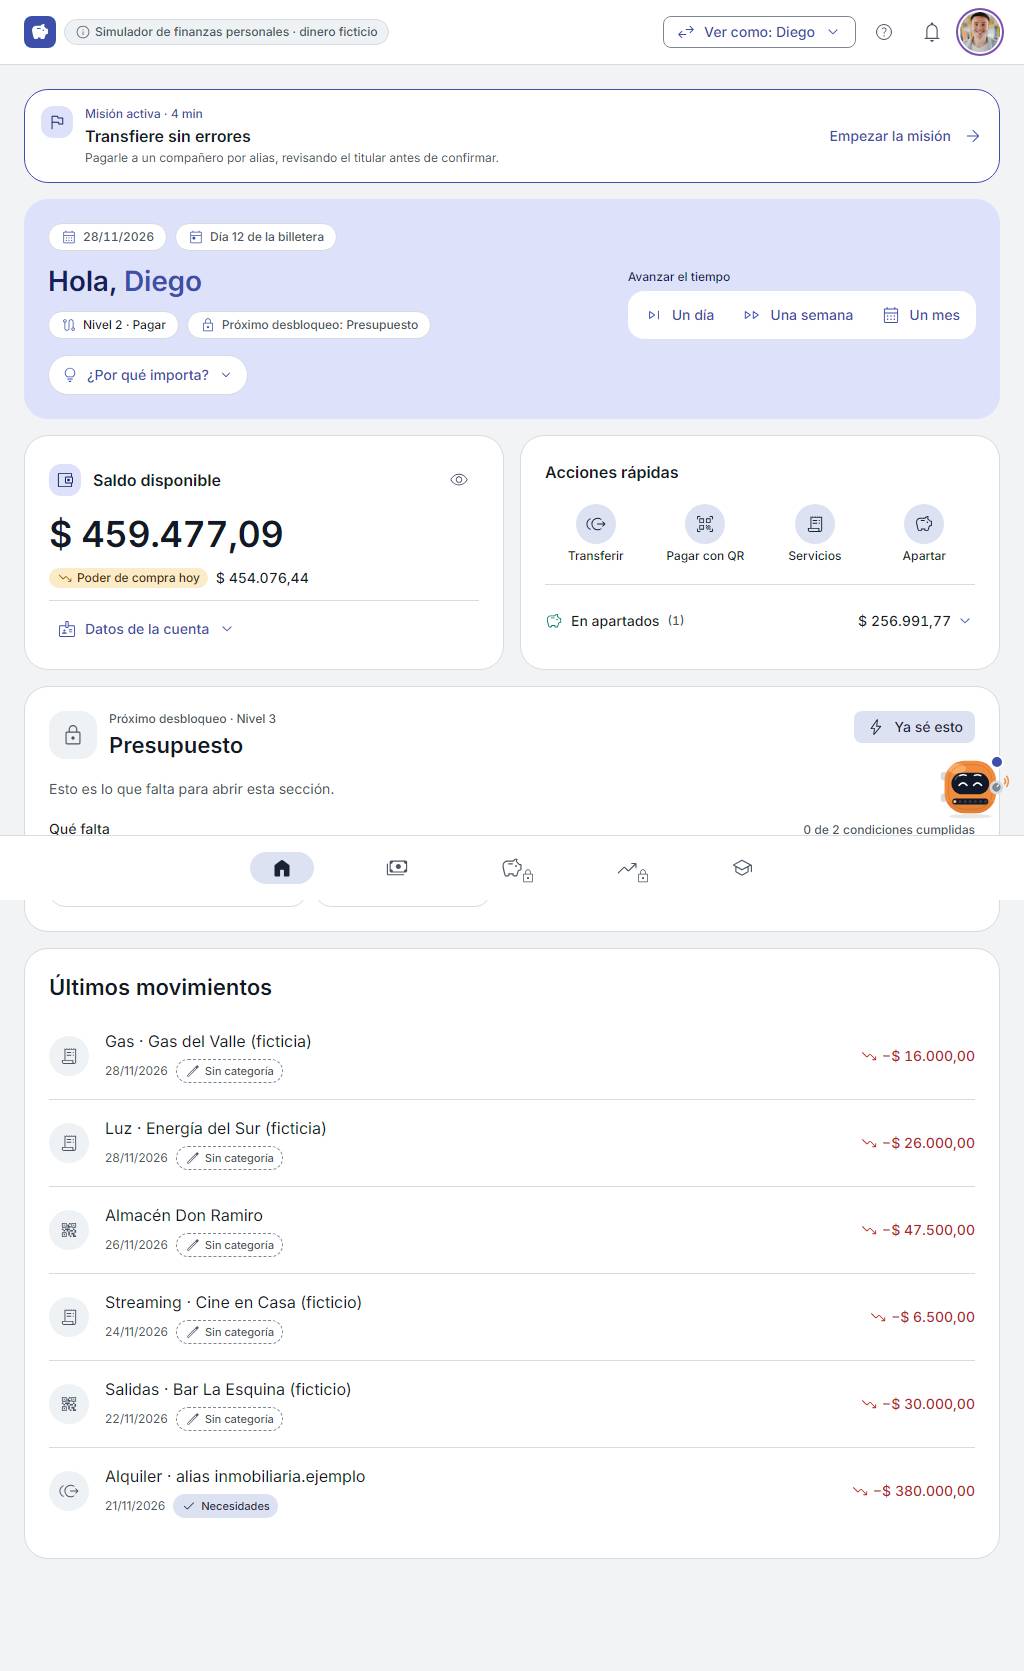 Simulador de finanzas personales · dinero ficticio
Ver como: Diego
Misión activa · 4 min
Transfiere sin errores
Pagarle a un compañero por alias, revisando el titular antes de confirmar.
Empezar la misión
28/11/2026
Día 12 de la billetera
Hola, Diego
Nivel 2 · Pagar
Próximo desbloqueo: Presupuesto
¿Por qué importa?
Avanzar el tiempo
Un día
Una semana
Un mes
Saldo disponible
$ 459.477,09
Poder de compra hoy
$ 454.076,44
Datos de la cuenta
Acciones rápidas
Transferir
Pagar con QR
Servicios
Apartar
En apartados (1)
$ 256.991,77
Próximo desbloqueo · Nivel 3
Presupuesto
Ya sé esto
Esto es lo que falta para abrir esta sección.
Qué falta
0 de 2 condiciones cumplidas
Últimos movimientos
Gas · Gas del Valle (ficticia)
28/11/2026
Sin categoría
−$ 16.000,00
Luz · Energía del Sur (ficticia)
28/11/2026
Sin categoría
−$ 26.000,00
Almacén Don Ramiro
26/11/2026
Sin categoría
−$ 47.500,00
Streaming · Cine en Casa (ficticio)
24/11/2026
Sin categoría
−$ 6.500,00
Salidas · Bar La Esquina (ficticio)
22/11/2026
Sin categoría
−$ 30.000,00
Alquiler · alias inmobiliaria.ejemplo
21/11/2026
Necesidades
−$ 380.000,00